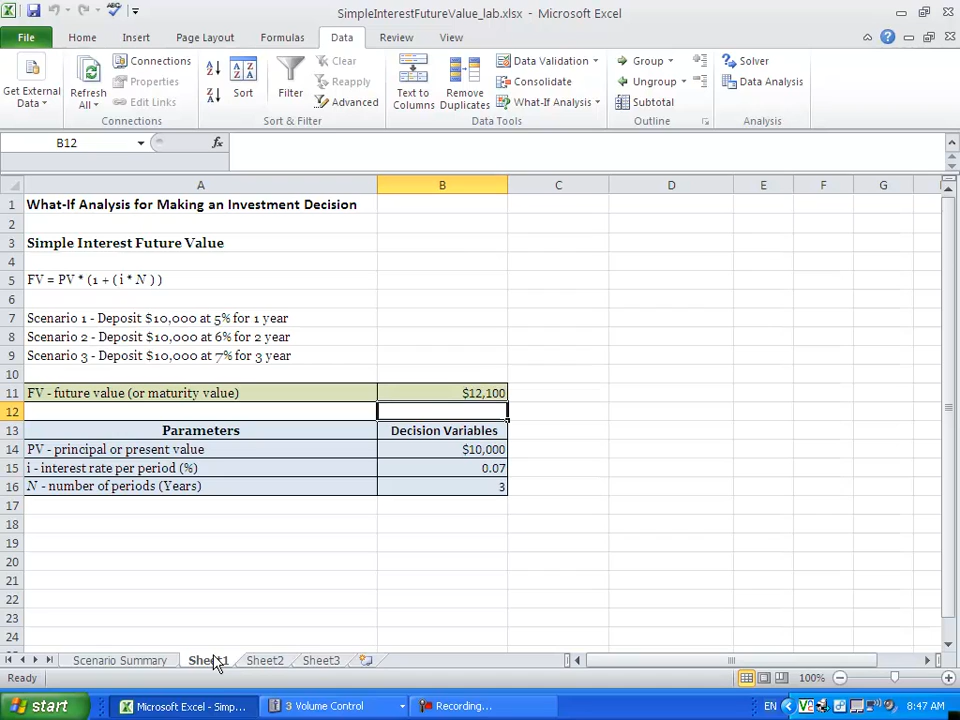 SimpleInterestFutureValue_lab.xlsx - Microsoft Excel
File Home Insert Page Layout Formulas Data Review View
Get External Data
Refresh All
Connections
Properties
Edit Links
Connections
Sort
Filter
Clear
Reapply
Advanced
Sort & Filter
Text to Columns
Remove Duplicates
Data Validation
Consolidate
What-If Analysis
Data Tools
Group
Ungroup
Subtotal
Outline
Solver
Data Analysis
Analysis
B12 fx
A B C D E F G
1 What-If Analysis for Making an Investment Decision
2
3 Simple Interest Future Value
4
5 FV = PV * (1 + ( i * N ) )
6
7 Scenario 1 - Deposit $10,000 at 5% for 1 year
8 Scenario 2 - Deposit $10,000 at 6% for 2 year
9 Scenario 3 - Deposit $10,000 at 7% for 3 year
10
11 FV - future value (or maturity value) $12,100
12
13 Parameters Decision Variables
14 PV - principal or present value $10,000
15 i - interest rate per period (%) 0.07
16 N - number of periods (Years) 3
17
18
19
20
21
22
23
24
Scenario Summary Sheet1 Sheet2 Sheet3
Ready 100%
start Microsoft Excel - Simp... 3 Volume Control Recording... EN 8:47 AM